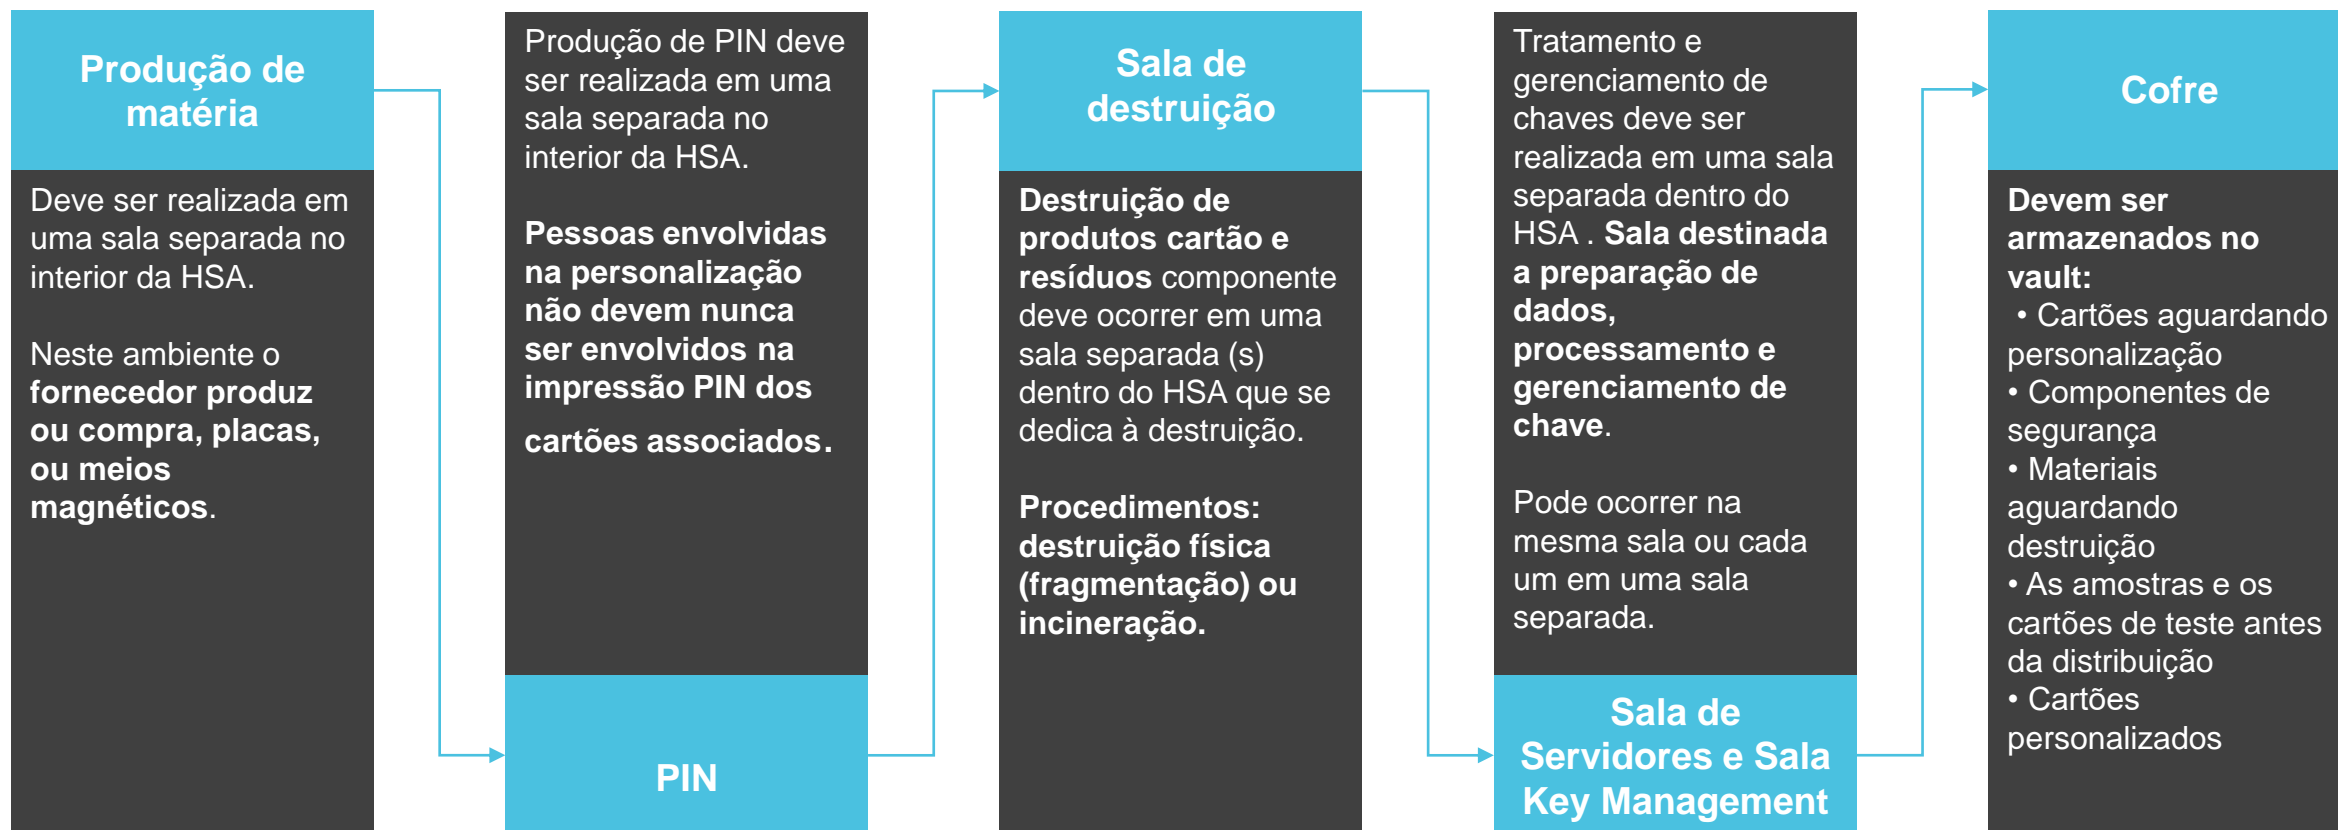 Produção de
matéria
Deve ser realizada em
uma sala separada no
interior da HSA.
Neste ambiente o
fornecedor produz
ou compra, placas,
ou meios
magnéticos.
Produção de PIN deve
ser realizada em uma
sala separada no
interior da HSA.
Pessoas envolvidas
na personalização
não devem nunca
ser envolvidos na
impressão PIN dos
cartões associados.
PIN
Sala de
destruição
Destruição de
produtos cartão e
resíduos componente
deve ocorrer em uma
sala separada (s)
dentro do HSA que se
dedica à destruição.
Procedimentos:
destruição física
(fragmentação) ou
incineração.
Tratamento e
gerenciamento de
chaves deve ser
realizada em uma sala
separada dentro do
HSA . Sala destinada
a preparação de
dados,
processamento e
gerenciamento de
chave.
Pode ocorrer na
mesma sala ou cada
um em uma sala
separada.
Sala de
Servidores e Sala
Key Management
Cofre
Devem ser
armazenados no
vault:
• Cartões aguardando
personalização
• Componentes de
segurança
• Materiais
aguardando
destruição
• As amostras e os
cartões de teste antes
da distribuição
• Cartões
personalizados